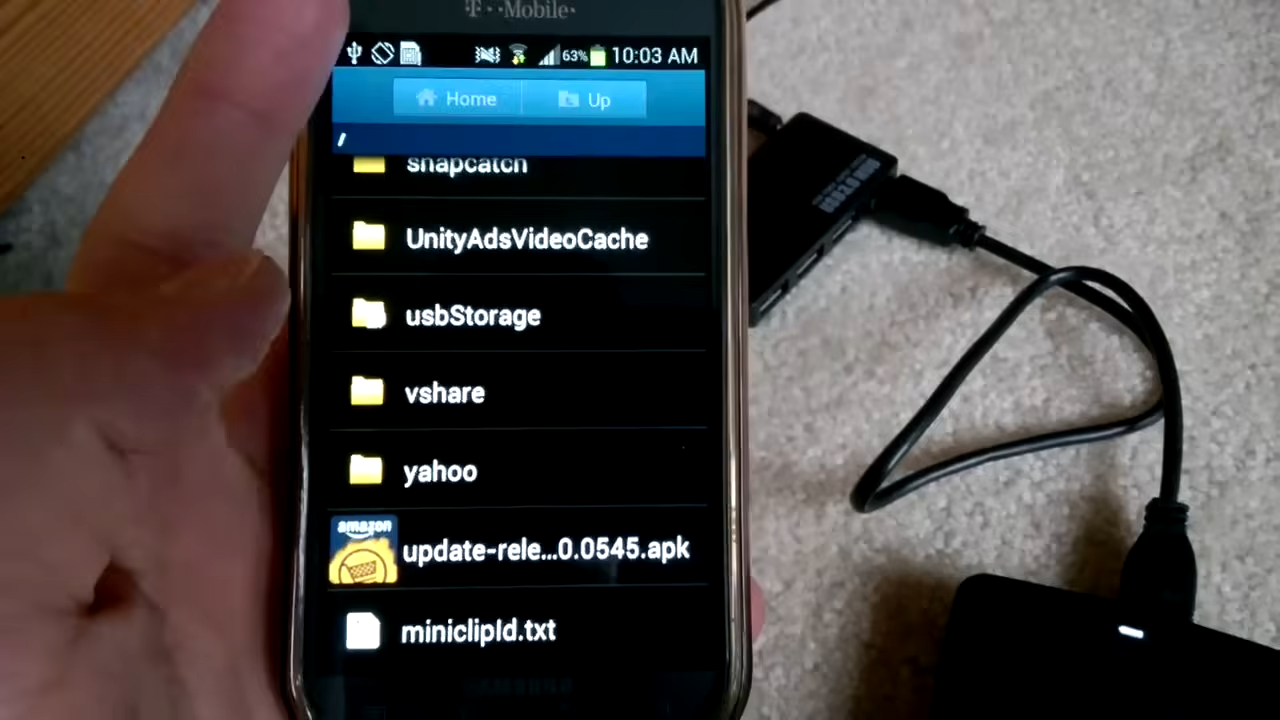 T··Mobile·
63% 10:03 AM
Home Up
/
snapcatch
UnityAdsVideoCache
usbStorage
vshare
yahoo
amazon
update-rele...0.0545.apk
miniclipId.txt
SAMSUNG